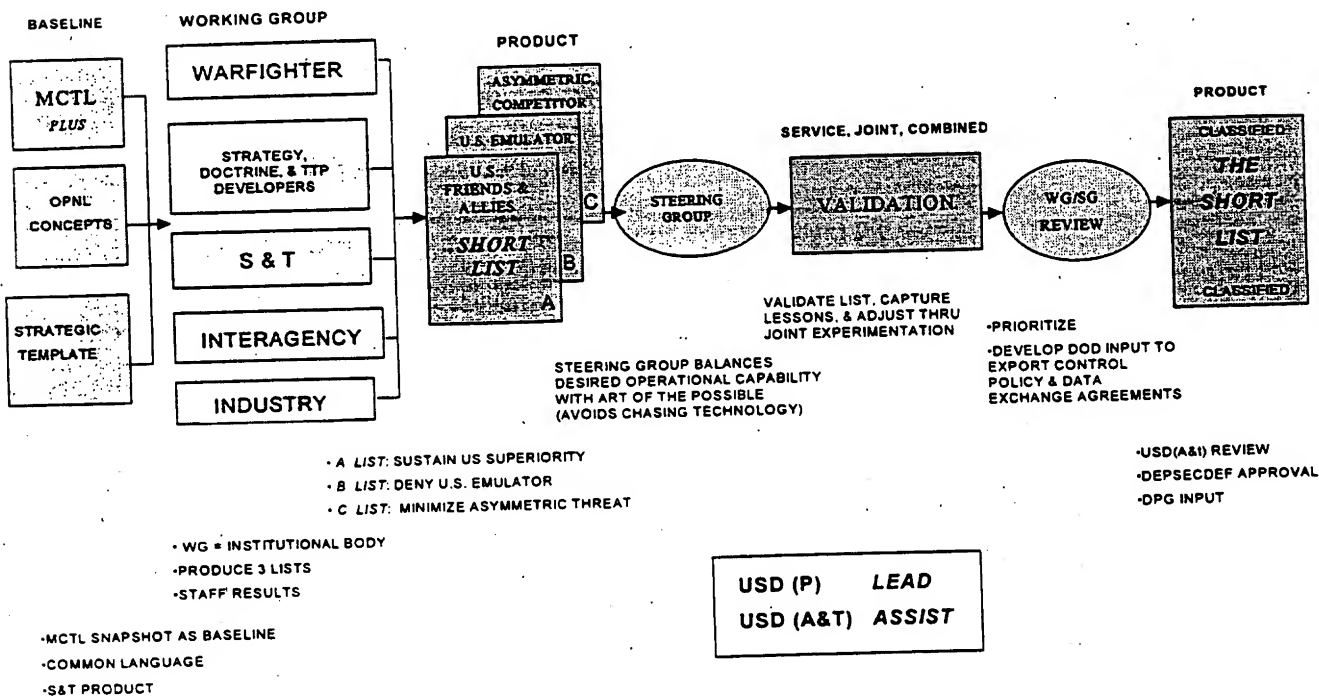 BASELINE
MCTL
PLUS
OPNL
CONCEPTS
STRATEGIC
TEMPLATE
WORKING GROUP
WARFIGHTER
STRATEGY,
DOCTRINE, & TTP
DEVELOPERS
S & T
INTERAGENCY
INDUSTRY
PRODUCT
ASYMMETRIC
COMPETITOR
C
U.S. EMULATOR
B
U.S.
FRIENDS &
ALLIES
SHORT
LIST
A
STEERING
GROUP
SERVICE, JOINT, COMBINED
VALIDATION
WG/SG
REVIEW
PRODUCT
CLASSIFIED
THE
SHORT
LIST
CLASSIFIED
VALIDATE LIST, CAPTURE
LESSONS, & ADJUST THRU
JOINT EXPERIMENTATION
•PRIORITIZE
•DEVELOP DOD INPUT TO
EXPORT CONTROL
POLICY & DATA
EXCHANGE AGREEMENTS
STEERING GROUP BALANCES
DESIRED OPERATIONAL CAPABILITY
WITH ART OF THE POSSIBLE
(AVOIDS CHASING TECHNOLOGY)
•USD(A&t) REVIEW
•DEPSECDEF APPROVAL
•DPG INPUT
• A LIST: SUSTAIN US SUPERIORITY
• B LIST: DENY U.S. EMULATOR
• C LIST: MINIMIZE ASYMMETRIC THREAT
• WG = INSTITUTIONAL BODY
•PRODUCE 3 LISTS
•STAFF RESULTS
USD (P) LEAD
USD (A&T) ASSIST
•MCTL SNAPSHOT AS BASELINE
•COMMON LANGUAGE
•S&T PRODUCT